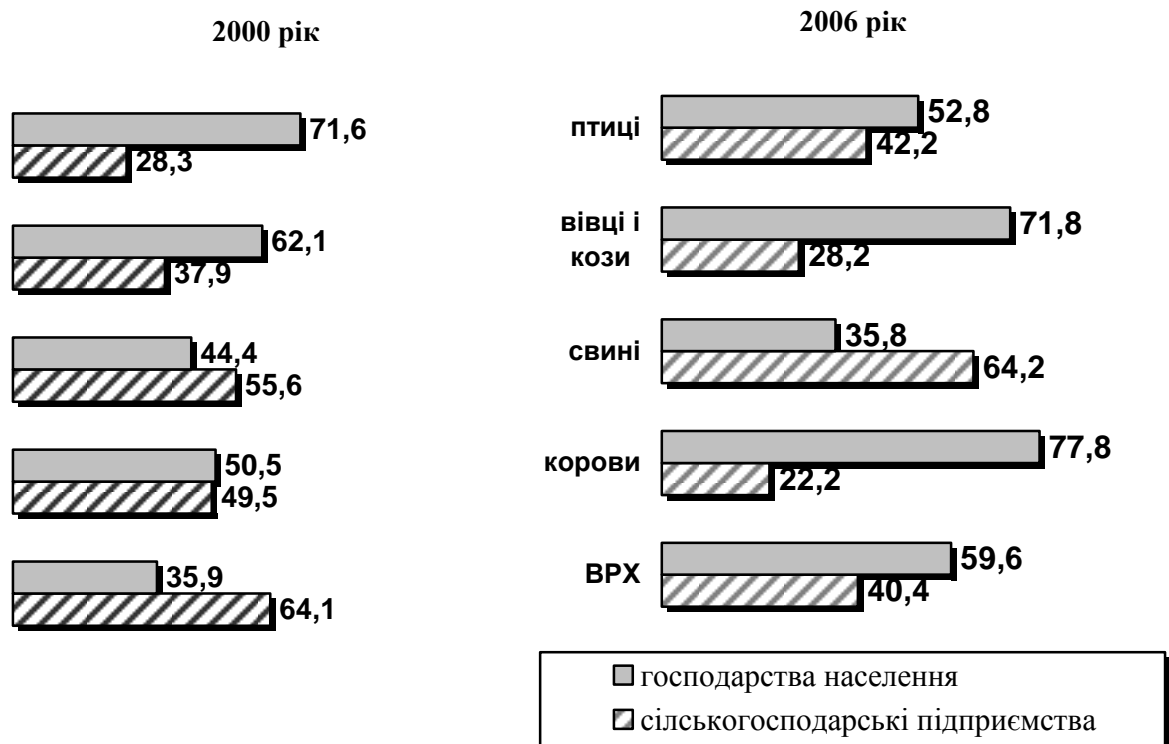 2000 рік
71,6
28,3
62,1
37,9
44,4
55,6
50,5
49,5
35,9
64,1
2006 рік
птиці
52,8
42,2
вівці і
кози
71,8
28,2
свині
35,8
64,2
корови
77,8
22,2
ВРХ
59,6
40,4
господарства населення
сілськогосподарські підприємства